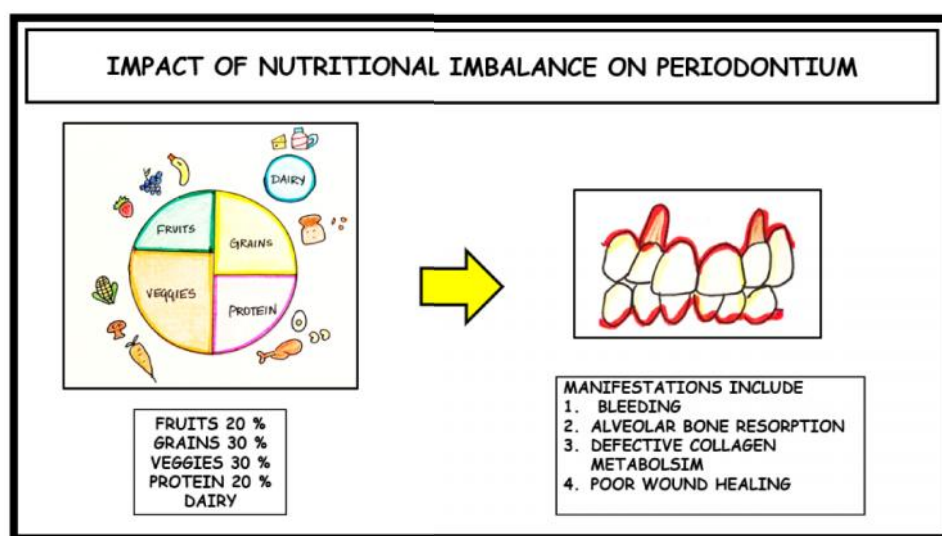 IMPACT OF NUTRITIONAL IMBALANCE ON PERIODONTIUM
DAIRY
FRUITS
GRAINS
VEGGIES
PROTEIN
FRUITS 20 %
GRAINS 30 %
VEGGIES 30 %
PROTEIN 20 %
DAIRY
MANIFESTATIONS INCLUDE
1. BLEEDING
2. ALVEOLAR BONE RESORPTION
3. DEFECTIVE COLLAGEN
METABOLSIM
4. POOR WOUND HEALING